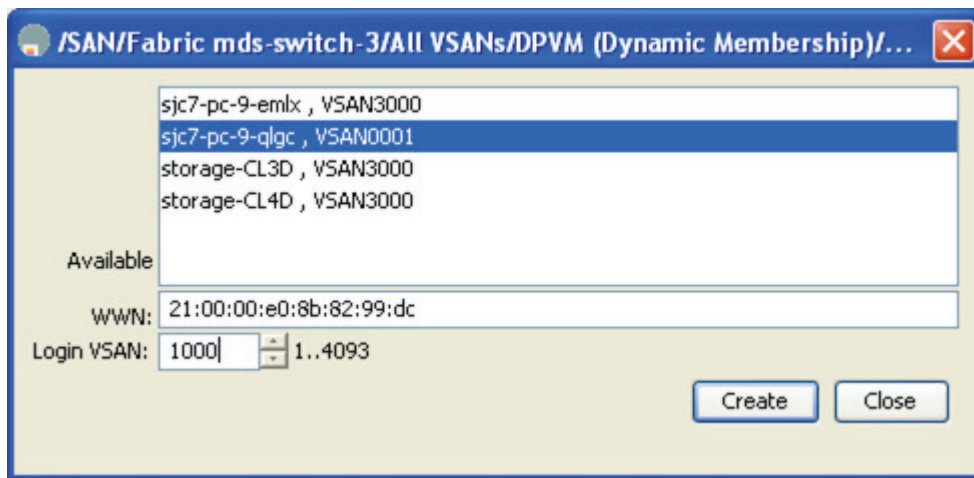 /SAN/Fabric mds-switch-3/All VSANs/DPVM (Dynamic Membership)/...
sjc7-pc-9-emlx , VSAN3000
sjc7-pc-9-qlgc , VSAN0001
storage-CL3D , VSAN3000
storage-CL4D , VSAN3000
Available
WWN: 21:00:00:e0:8b:82:99:dc
Login VSAN: 1000 1..4093
Create Close